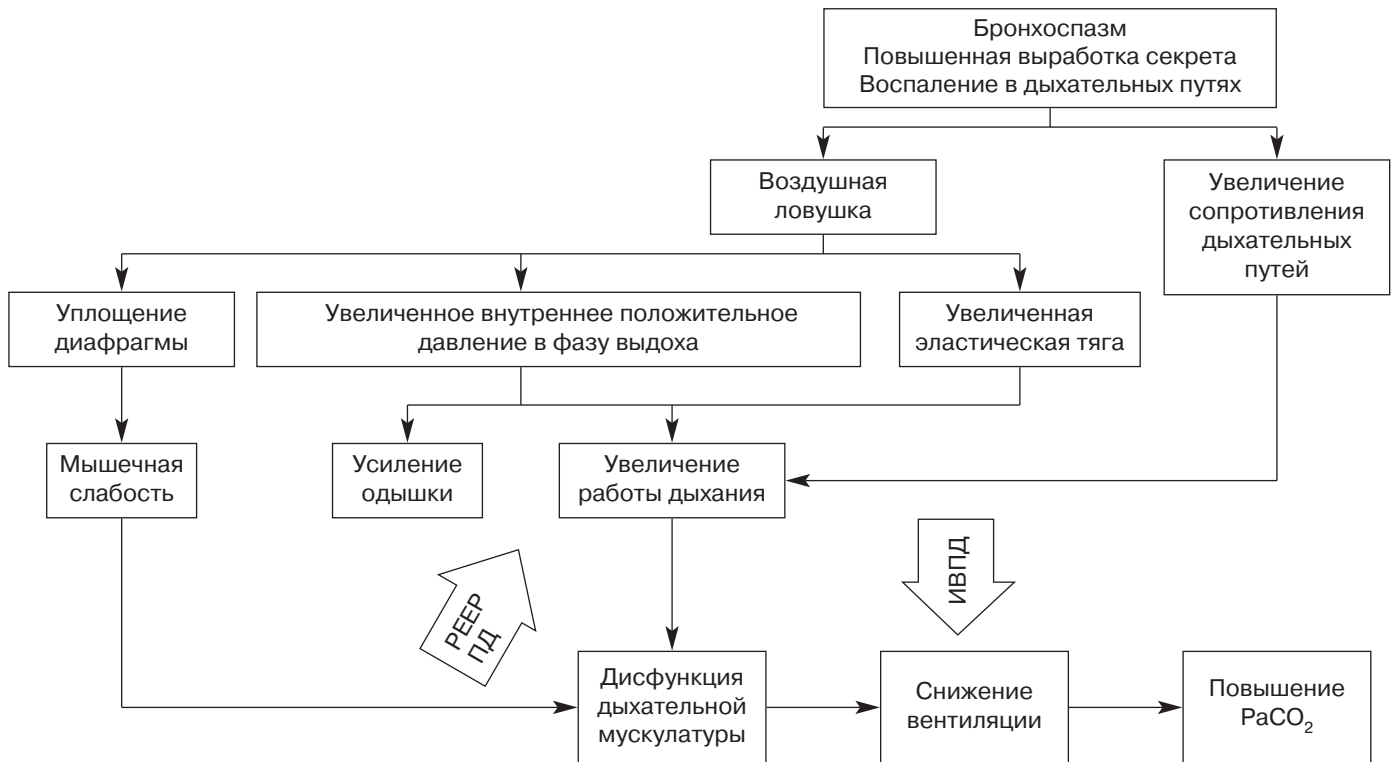 Бронхоспазм
Повышенная выработка секрета
Воспаление в дыхательных путях
Воздушная
ловушка
Увеличение
сопротивления
дыхательных
путей
Уплощение
диафрагмы
Увеличенное внутреннее положительное
давление в фазу выдоха
Увеличенная
эластическая тяга
Мышечная
слабость
Усиление
одышки
Увеличение
работы дыхания
PEEP
ПД
ИВПД
Дисфункция
дыхательной
мускулатуры
Снижение
вентиляции
Повышение
PaCO₂